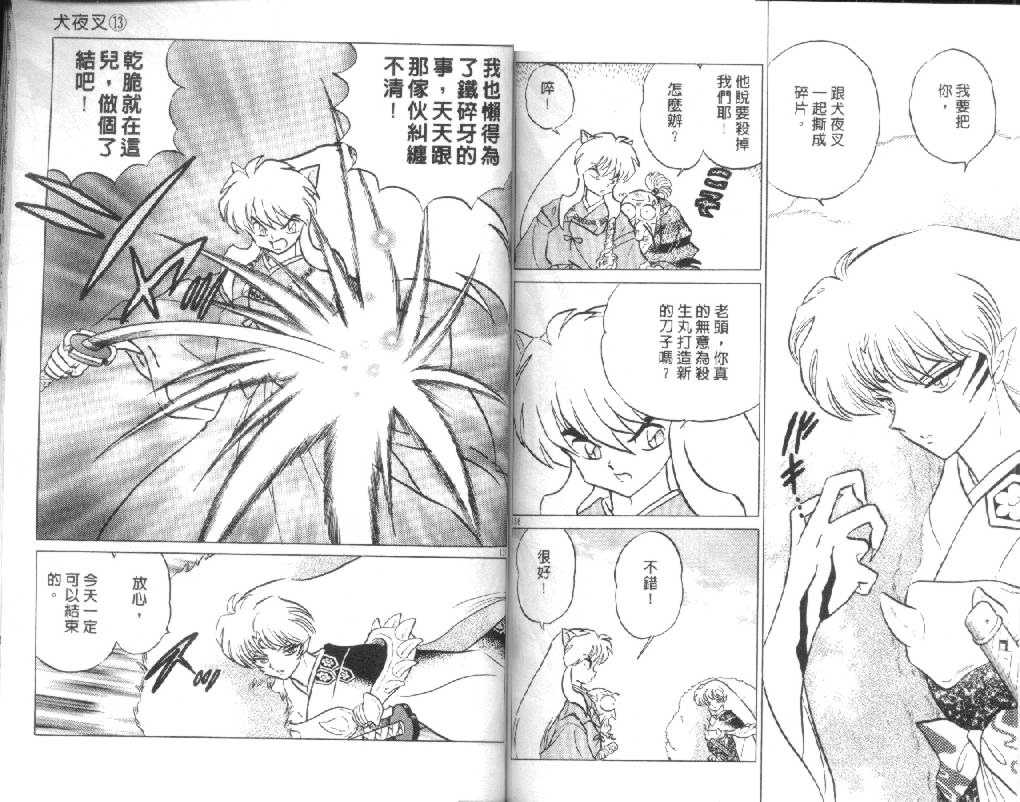 犬夜叉⑬
我要把
你，
跟犬夜叉
一起撕成
碎片。
他說要殺掉
我們耶！
怎麼辦？
啐！
老頭，你真
的無意為殺
生丸打造新
的刀子嗎？
不錯！
很好！
我也懶得為
了鐵碎牙的
事，天天跟
那傢伙糾纏
不清！
乾脆就在這
兒，做個了
結吧！
放心，
今天一定
可以結束
的。